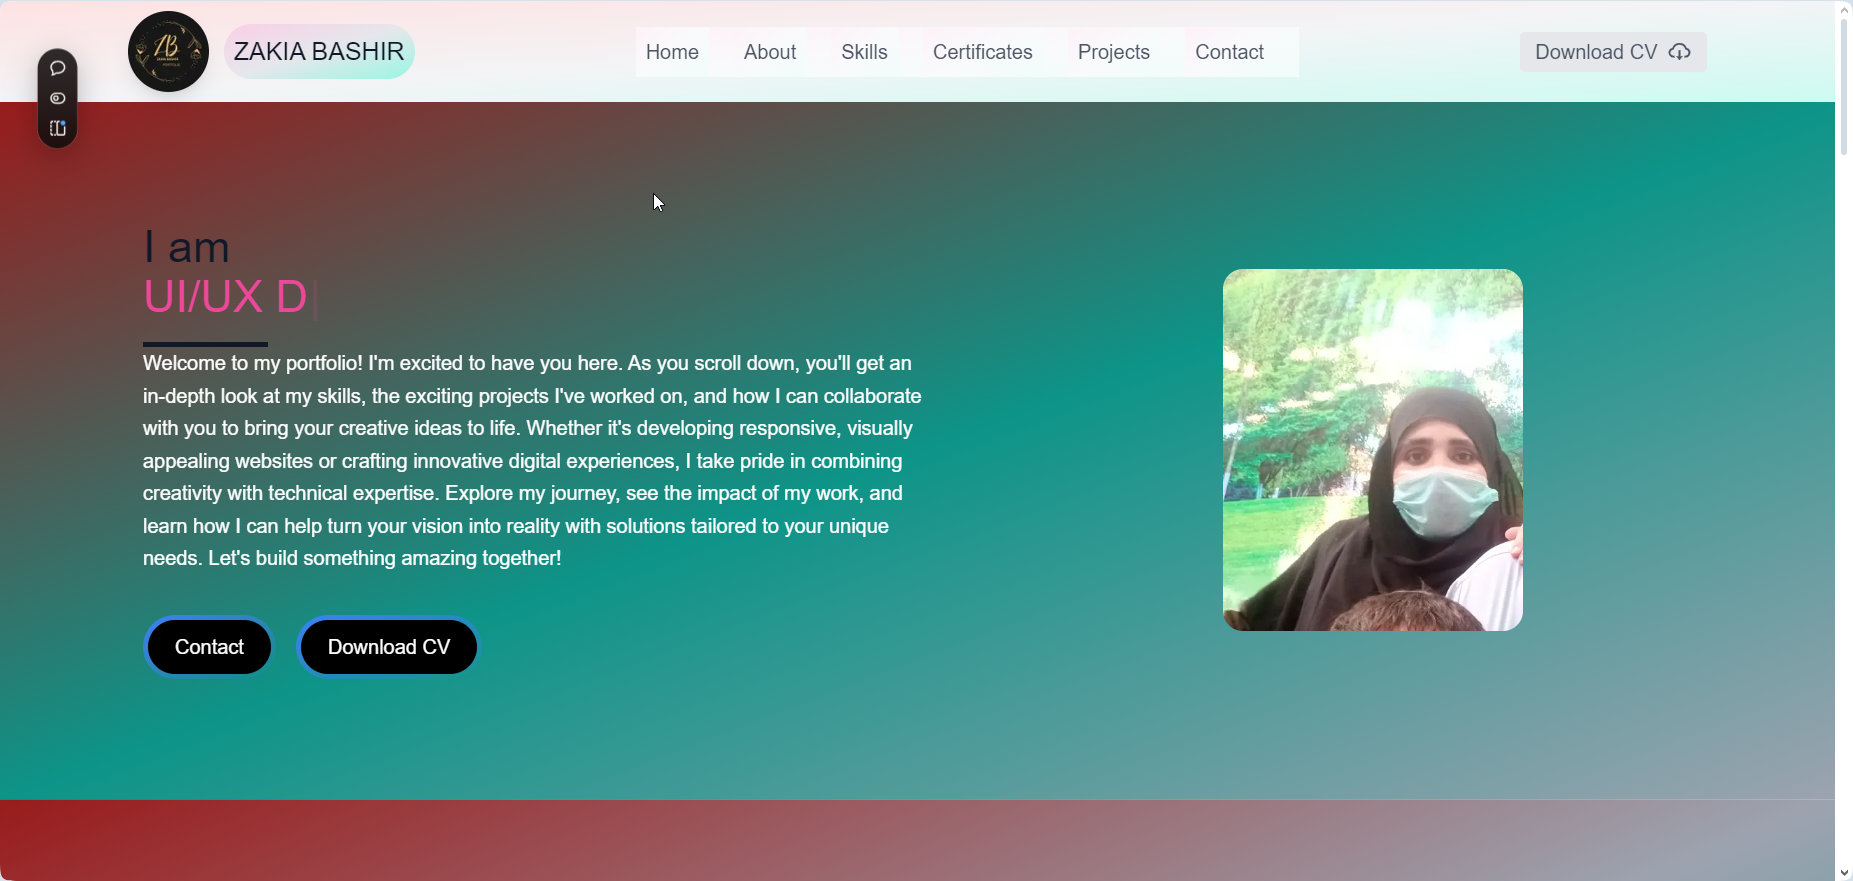 ZB
ZAKIA BASHIR
Home About Skills Certificates Projects Contact
Download CV
I am
UI/UX D
Welcome to my portfolio! I'm excited to have you here. As you scroll down, you'll get an
in-depth look at my skills, the exciting projects I've worked on, and how I can collaborate
with you to bring your creative ideas to life. Whether it's developing responsive, visually
appealing websites or crafting innovative digital experiences, I take pride in combining
creativity with technical expertise. Explore my journey, see the impact of my work, and
learn how I can help turn your vision into reality with solutions tailored to your unique
needs. Let's build something amazing together!
Contact
Download CV